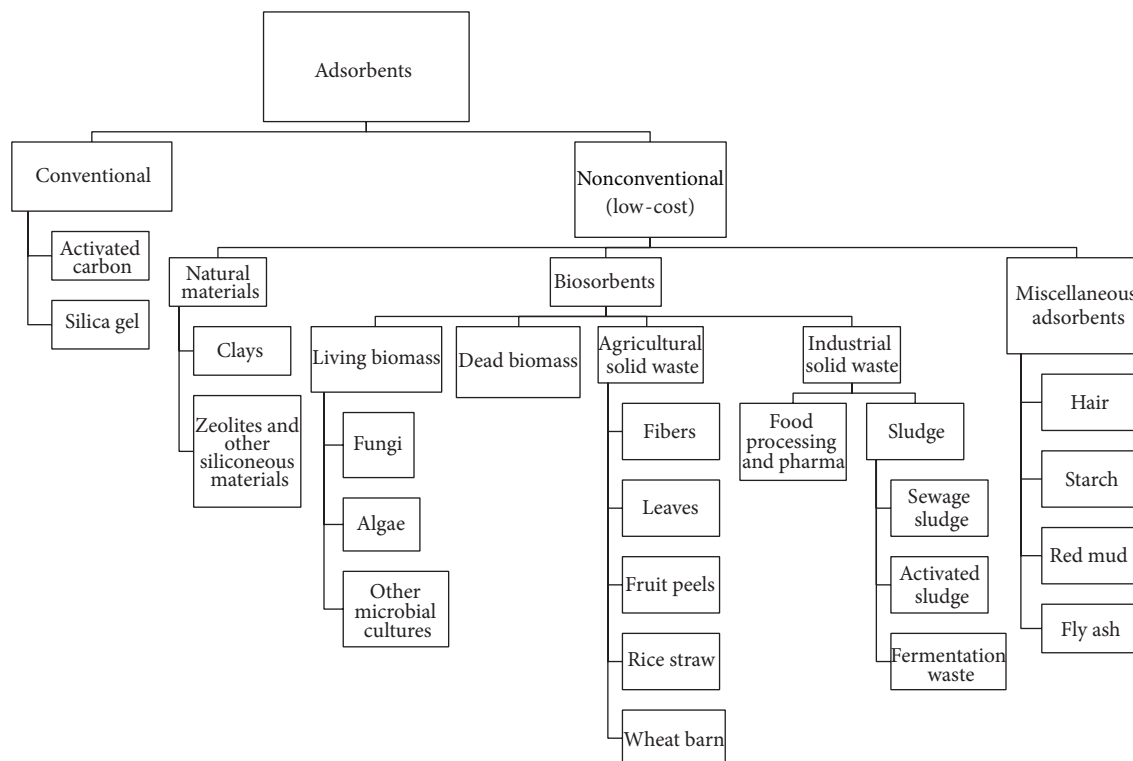 Adsorbents
Conventional
Nonconventional
(low-cost)
Activated
carbon
Silica gel
Natural
materials
Clays
Zeolites and
other
siliconeous
materials
Biosorbents
Living biomass
Fungi
Algae
Other
microbial
cultures
Dead biomass
Agricultural
solid waste
Fibers
Leaves
Fruit peels
Rice straw
Wheat barn
Industrial
solid waste
Food
processing
and pharma
Sludge
Sewage
sludge
Activated
sludge
Fermentation
waste
Miscellaneous
adsorbents
Hair
Starch
Red mud
Fly ash